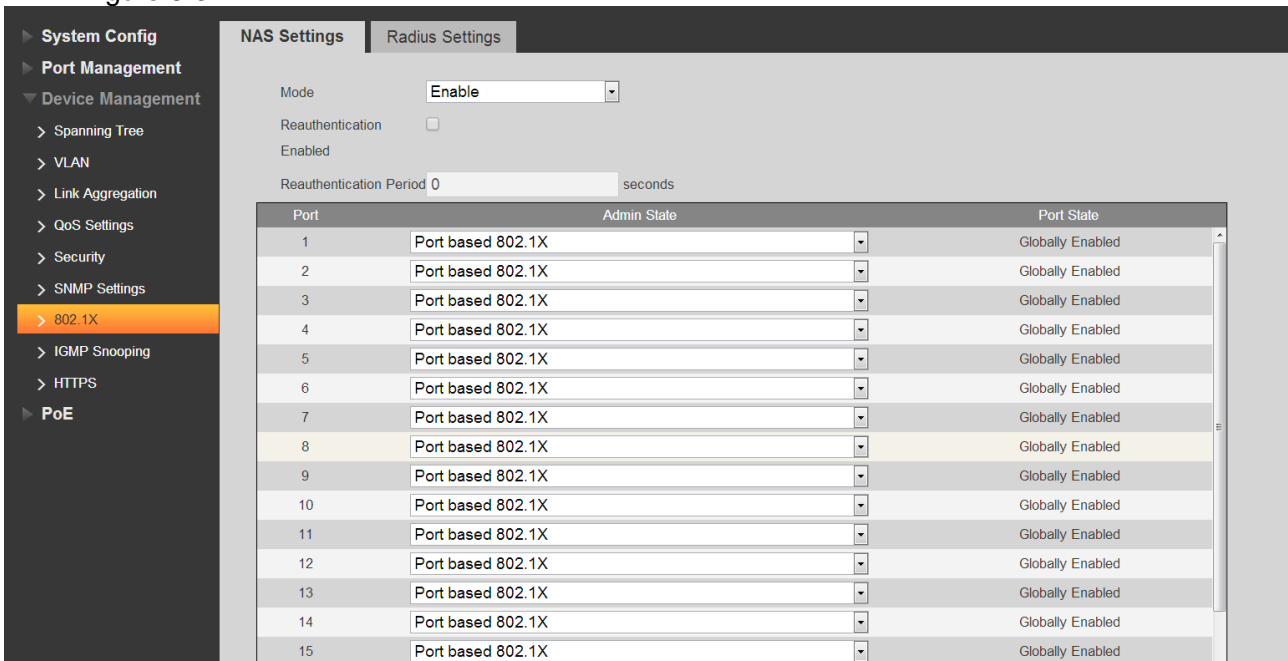 System Config
Port Management
Device Management
Spanning Tree
VLAN
Link Aggregation
QoS Settings
Security
SNMP Settings
802.1X
IGMP Snooping
HTTPS
PoE
NAS Settings Radius Settings
Mode Enable
Reauthentication
Enabled
Reauthentication Period 0 seconds
Port Admin State Port State
1 Port based 802.1X Globally Enabled
2 Port based 802.1X Globally Enabled
3 Port based 802.1X Globally Enabled
4 Port based 802.1X Globally Enabled
5 Port based 802.1X Globally Enabled
6 Port based 802.1X Globally Enabled
7 Port based 802.1X Globally Enabled
8 Port based 802.1X Globally Enabled
9 Port based 802.1X Globally Enabled
10 Port based 802.1X Globally Enabled
11 Port based 802.1X Globally Enabled
12 Port based 802.1X Globally Enabled
13 Port based 802.1X Globally Enabled
14 Port based 802.1X Globally Enabled
15 Port based 802.1X Globally Enabled